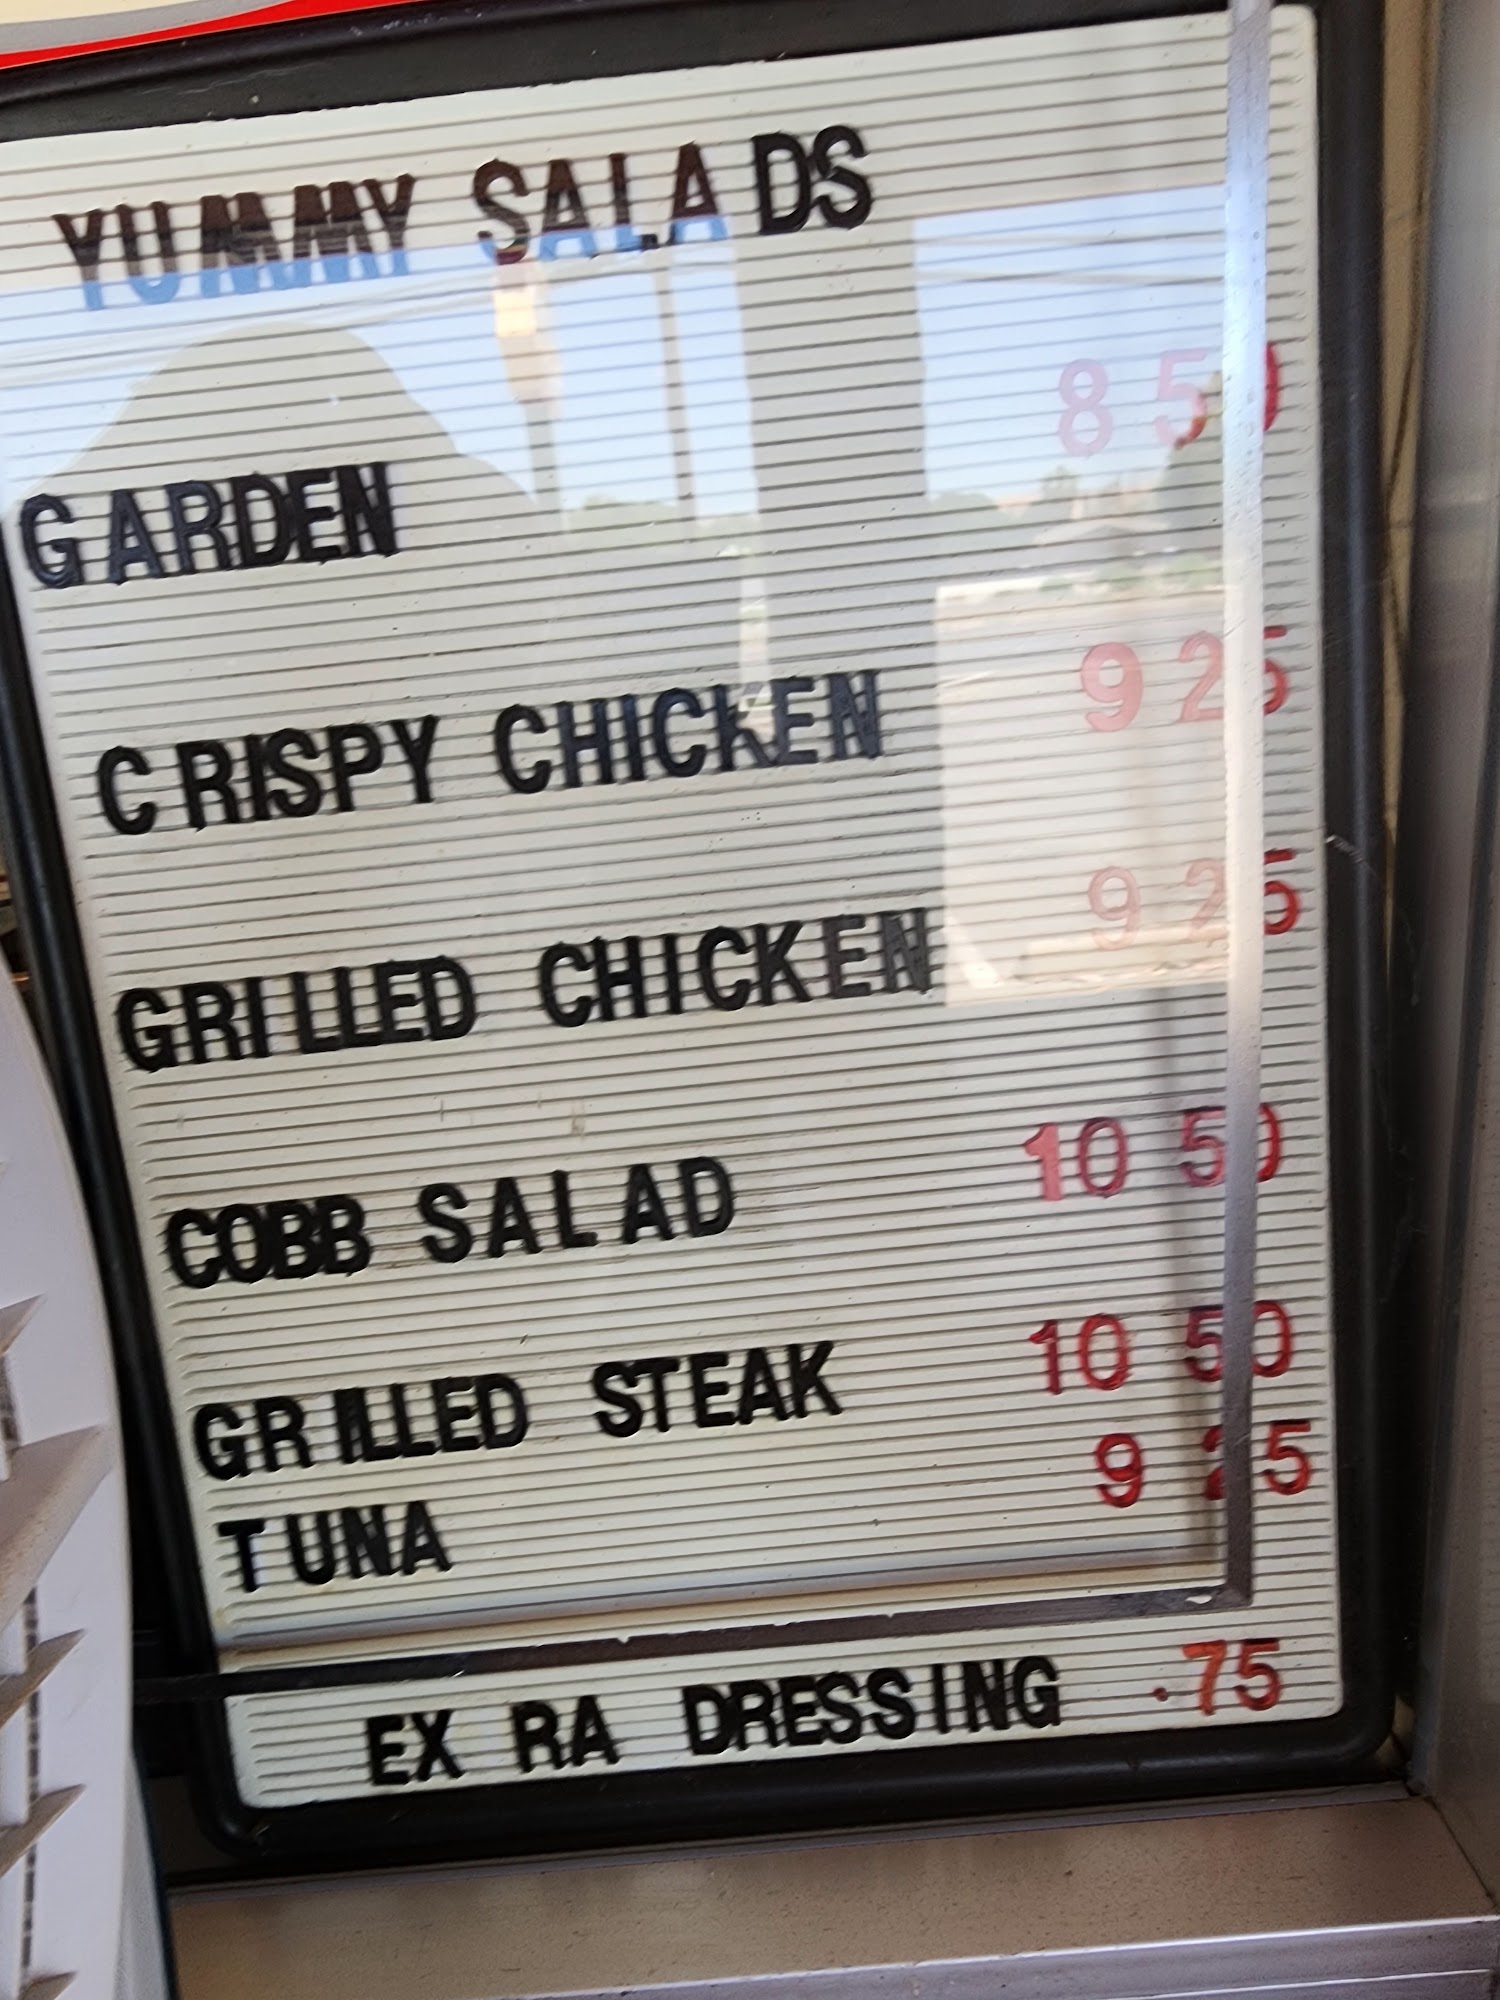 YUMMY SALADS
GARDEN 8 50
CRISPY CHICKEN 9 25
GRILLED CHICKEN 9 25
COBB SALAD 10 50
GRILLED STEAK 10 50
TUNA 9 25
EX RA DRESSING .75